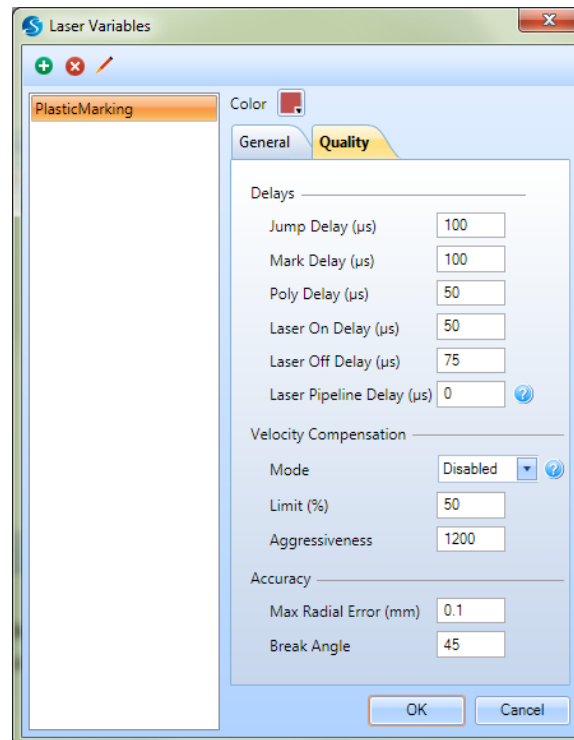 Laser Variables
PlasticMarking
Color
General Quality
Delays
Jump Delay (µs) 100
Mark Delay (µs) 100
Poly Delay (µs) 50
Laser On Delay (µs) 50
Laser Off Delay (µs) 75
Laser Pipeline Delay (µs) 0
Velocity Compensation
Mode Disabled
Limit (%) 50
Aggressiveness 1200
Accuracy
Max Radial Error (mm) 0.1
Break Angle 45
OK Cancel